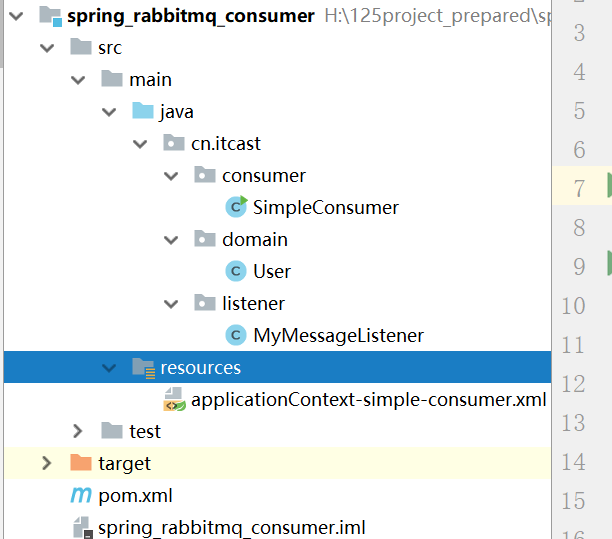 spring_rabbitmq_consumer H:\125project_prepared\sp
src
main
java
cn.itcast
consumer
SimpleConsumer
domain
User
listener
MyMessageListener
resources
applicationContext-simple-consumer.xml
test
target
pom.xml
spring_rabbitmq_consumer.iml
3
4
5
6
7
8
9
10
11
12
13
14
15
16